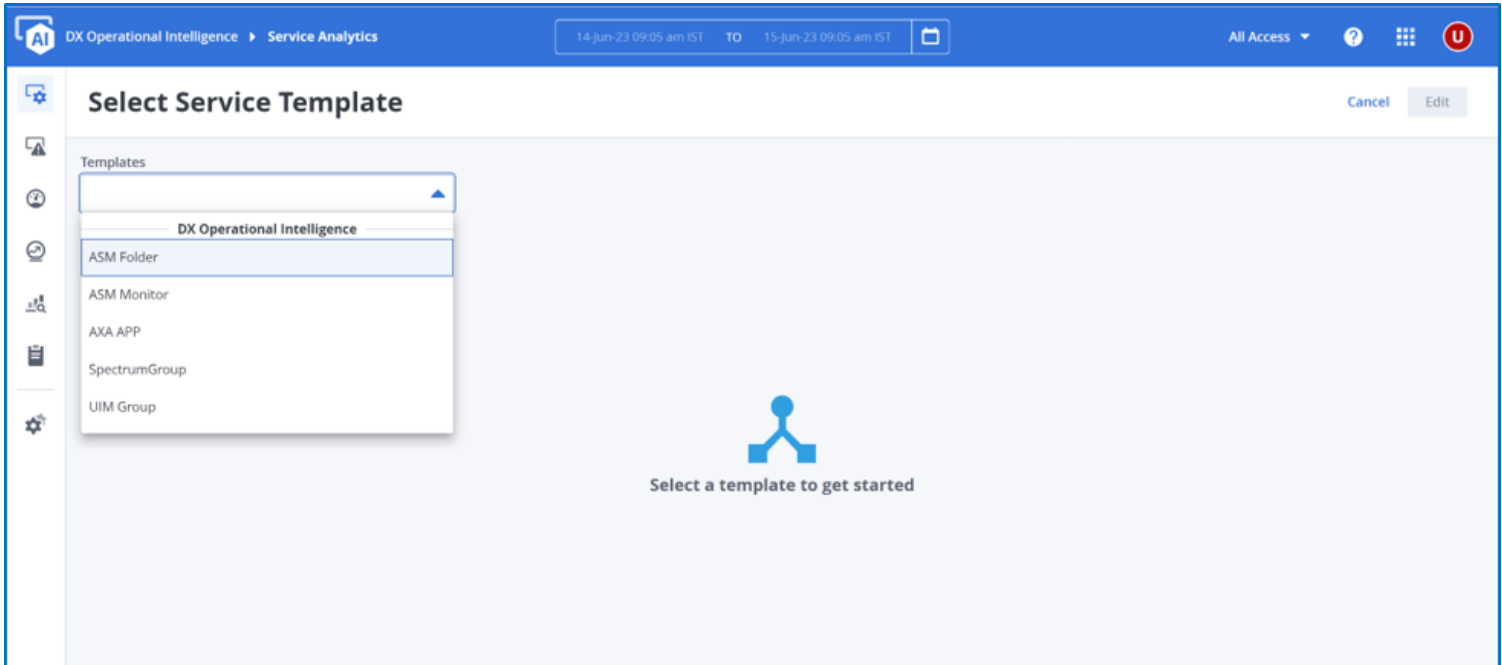 AI DX Operational Intelligence Service Analytics 14-Jun-23 09:05 am IST TO 15-Jun-23 09:05 am IST All Access ? U
Select Service Template Cancel Edit
Templates
DX Operational Intelligence
ASM Folder
ASM Monitor
AXA APP
SpectrumGroup
UIM Group
Select a template to get started